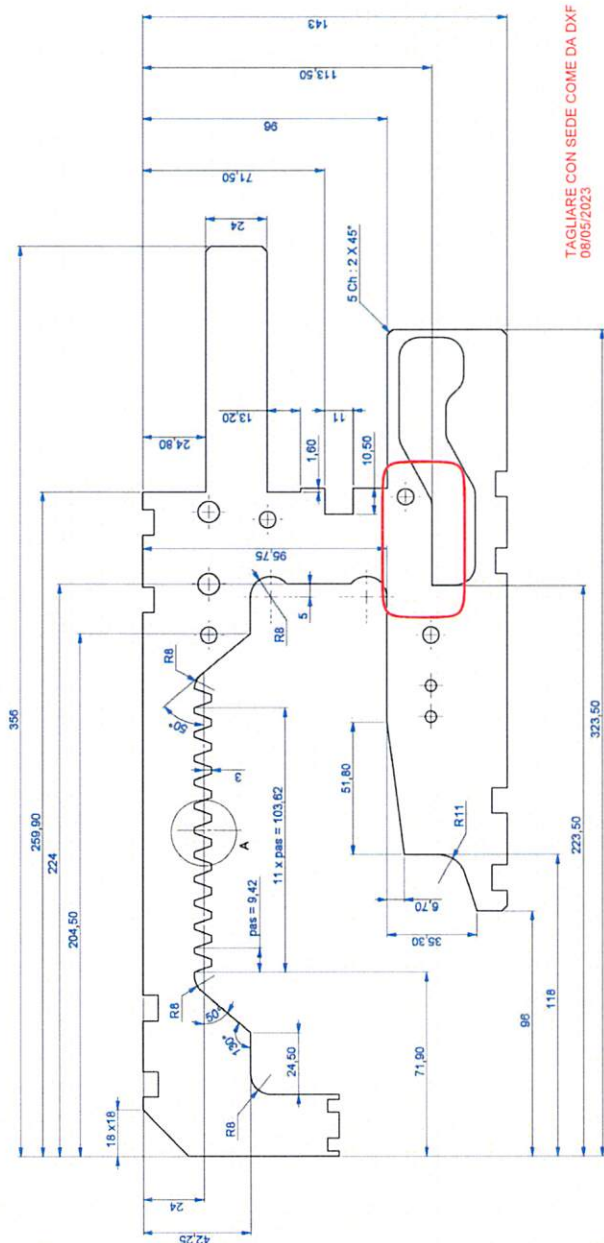 356
259,90
224
204,50
18 x18
24
42,25
R8
24,50
50°
R8
pas = 9,42
11 x pas = 103,62
A
3
50°
R8
R8
5
95,75
24,80
24
13,20
1,60
11
10,50
71,50
96
113,50
143
5 Ch : 2 X 45°
51,80
6,70
35,30
R11
71,90
96
118
223,50
323,50
TAGLIARE CON SEDE COME DA DXF
08/05/2023